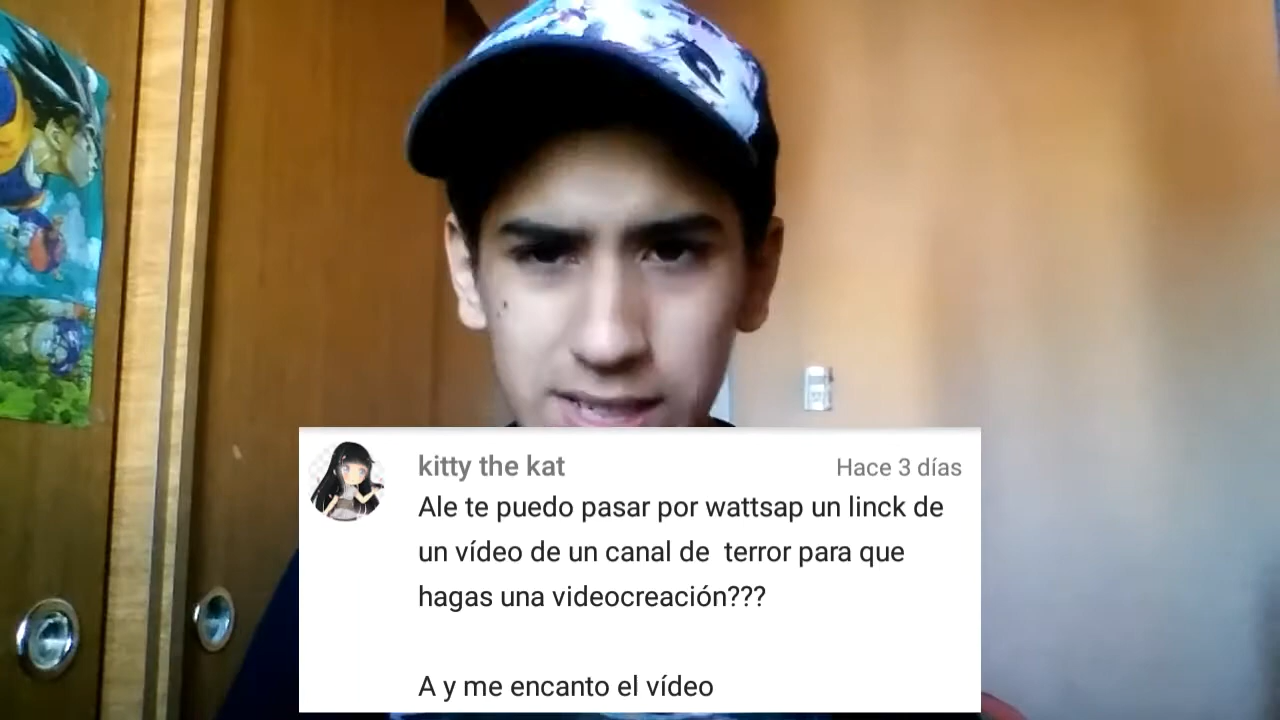 kitty the kat
Hace 3 días
Ale te puedo pasar por wattsap un linck de
un vídeo de un canal de terror para que
hagas una videocreación???
A y me encanto el vídeo